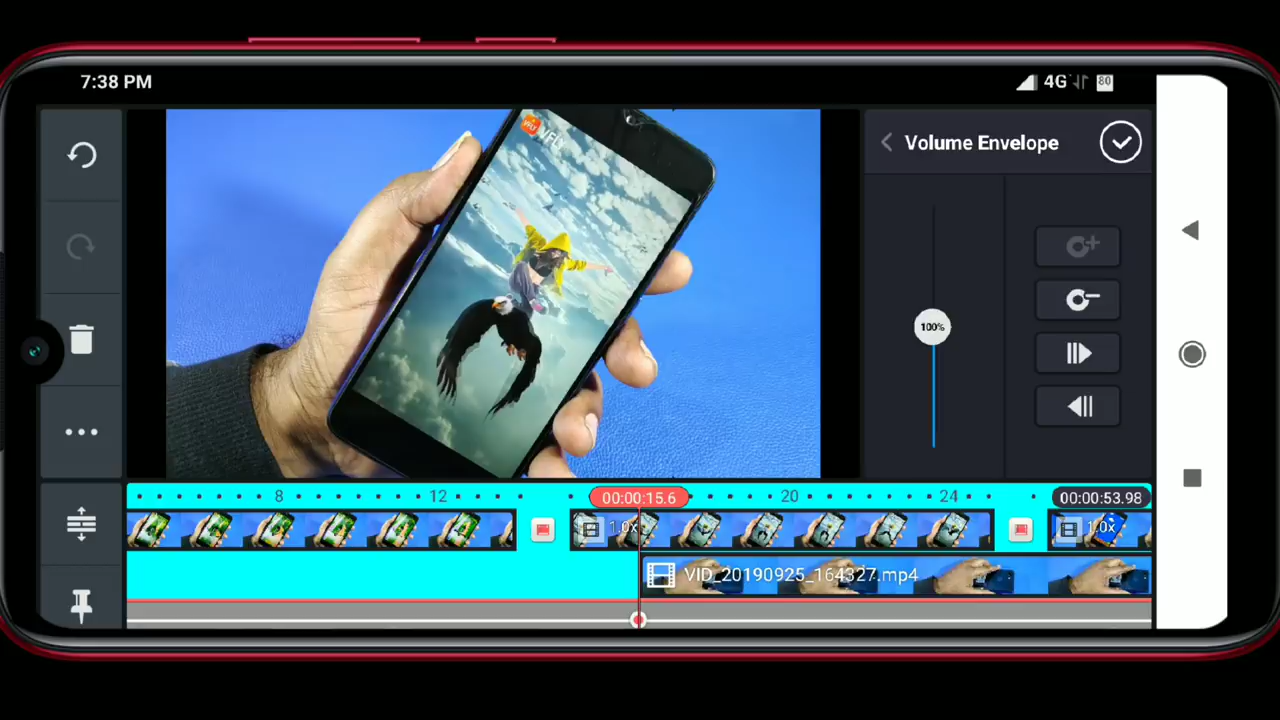 7:38 PM
4G
80
VFLY
Volume Envelope
100%
8
12
00:00:15.6
20
24
00:00:53.98
1.0x
1.0x
VID_20190925_164327.mp4